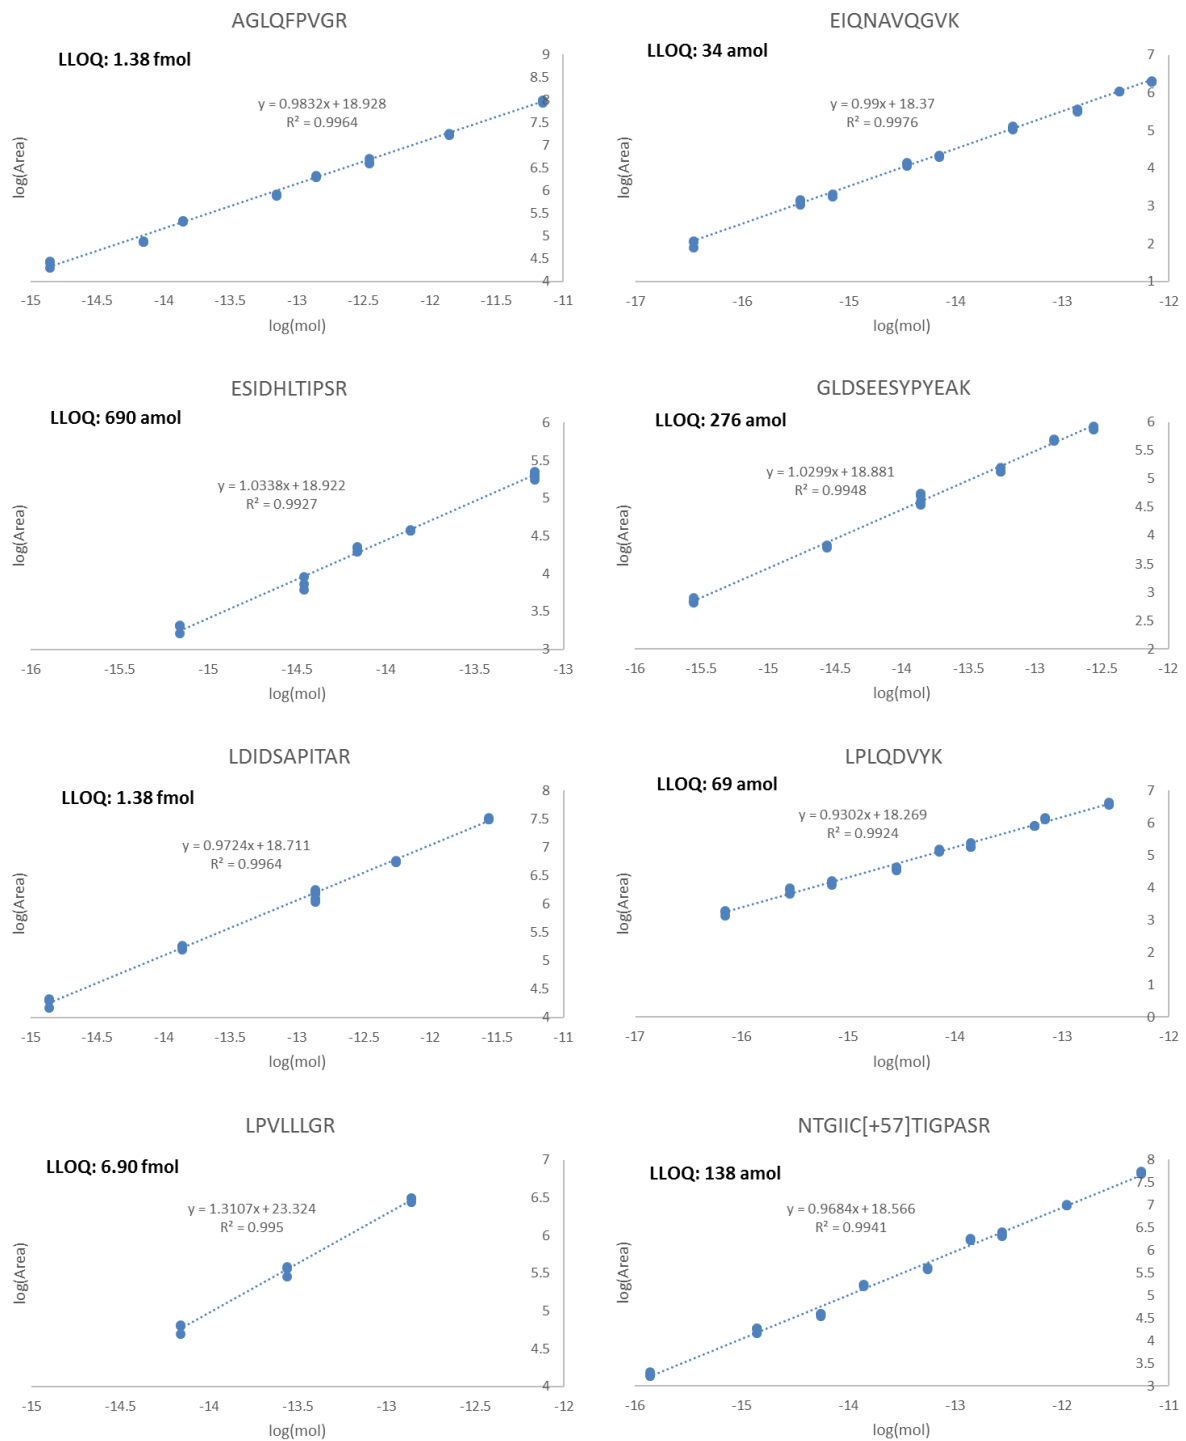 AGLQFPVGR
LLOQ: 1.38 fmol
y = 0.9832x + 18.928
R² = 0.9964
9
8.5
8
7.5
7
6.5
6
5.5
5
4.5
4
log(Area)
-15 -14.5 -14 -13.5 -13 -12.5 -12 -11.5 -11
log(mol)
EIQNAVQGVK
LLOQ: 34 amol
y = 0.99x + 18.37
R² = 0.9976
7
6
5
4
3
2
1
log(Area)
-17 -16 -15 -14 -13 -12
log(mol)
ESIDHLTIPSR
LLOQ: 690 amol
y = 1.0338x + 18.922
R² = 0.9927
6
5.5
5
4.5
4
3.5
3
log(Area)
-16 -15.5 -15 -14.5 -14 -13.5 -13
log(mol)
GLDSEESYPYEAK
LLOQ: 276 amol
y = 1.0299x + 18.881
R² = 0.9948
6
5.5
5
4.5
4
3.5
3
2.5
2
log(Area)
-16 -15.5 -15 -14.5 -14 -13.5 -13 -12.5 -12
log(mol)
LDIDSAPITAR
LLOQ: 1.38 fmol
y = 0.9724x + 18.711
R² = 0.9964
8
7.5
7
6.5
6
5.5
5
4.5
4
log(Area)
-15 -14.5 -14 -13.5 -13 -12.5 -12 -11.5 -11
log(mol)
LPLQDVYK
LLOQ: 69 amol
y = 0.9302x + 18.269
R² = 0.9924
7
6
5
4
3
2
1
0
log(Area)
-17 -16 -15 -14 -13 -12
log(mol)
LPVLLLGR
LLOQ: 6.90 fmol
y = 1.3107x + 23.324
R² = 0.995
7
6.5
6
5.5
5
4.5
4
log(Area)
-15 -14.5 -14 -13.5 -13 -12.5 -12
log(mol)
NTGIIC[+57]TIGPASR
LLOQ: 138 amol
y = 0.9684x + 18.566
R² = 0.9941
8
7.5
7
6.5
6
5.5
5
4.5
4
3.5
3
log(Area)
-16 -15 -14 -13 -12 -11
log(mol)